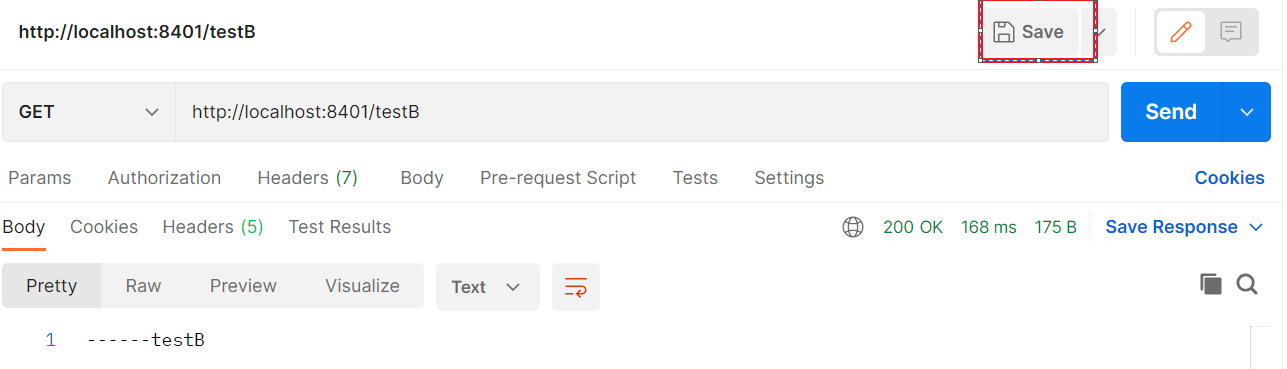 http://localhost:8401/testB Save
GET http://localhost:8401/testB Send
Params Authorization Headers (7) Body Pre-request Script Tests Settings Cookies
Body Cookies Headers (5) Test Results 200 OK 168 ms 175 B Save Response
Pretty Raw Preview Visualize Text
1 ------testB